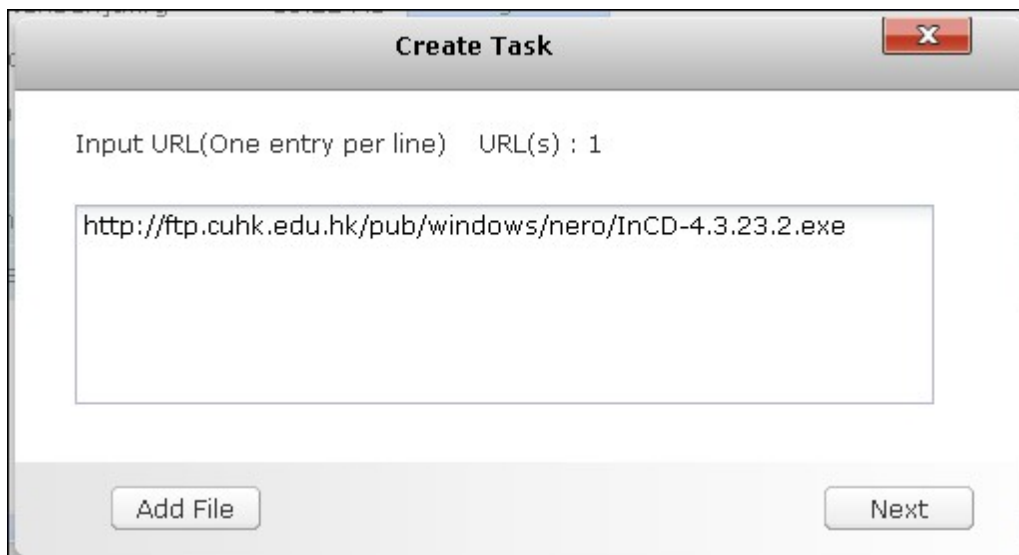 Create Task
Input URL(One entry per line) URL(s) : 1
http://ftp.cuhk.edu.hk/pub/windows/nero/InCD-4.3.23.2.exe
Add File
Next